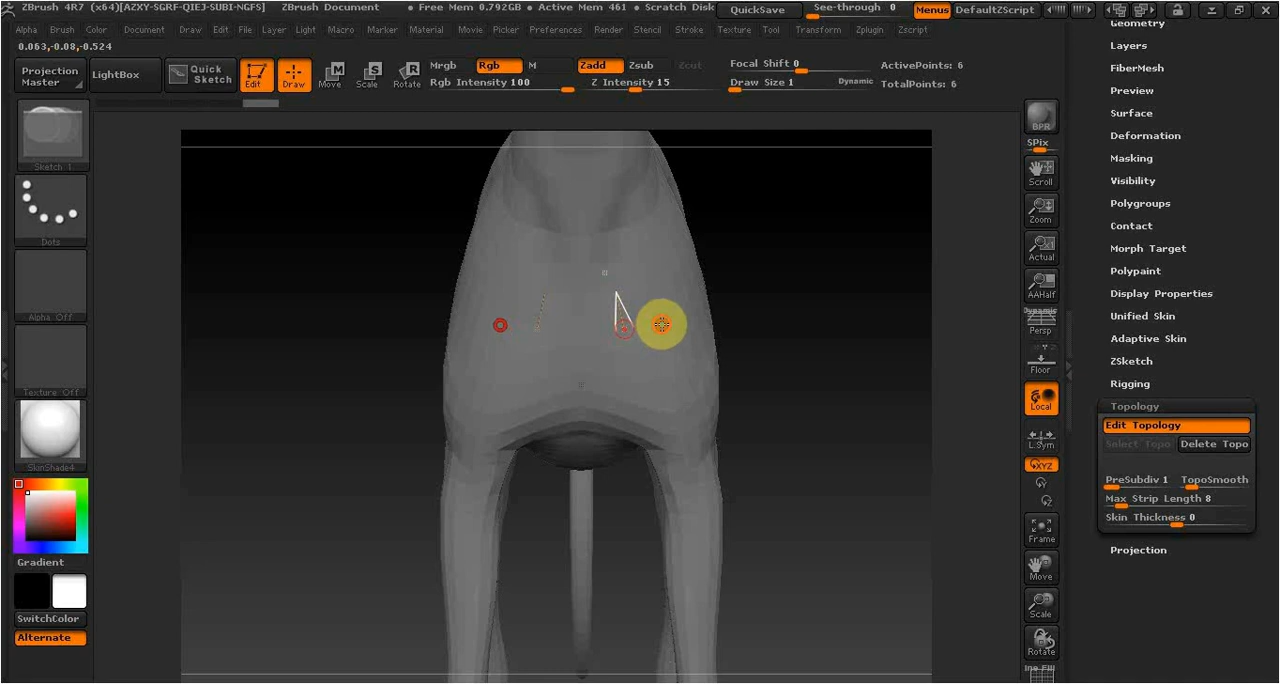 ZBrush 4R7 (x64)[AZXY-SGRF-QIEJ-SUBI-NGFS] ZBrush Document • Free Mem 0.792GB • Active Mem 461 • Scratch Disk QuickSave See-through 0 Menus DefaultZScript
Alpha Brush Color Document Draw Edit File Layer Light Macro Marker Material Movie Picker Preferences Render Stencil Stroke Texture Tool Transform Zplugin Zscript
0.063,-0.08,-0.524
Projection Master
LightBox
Quick Sketch
Edit
Draw
Move
Scale
Rotate
Mrgb Rgb M
Rgb Intensity 100
Zadd Zsub Zcut
Z Intensity 15
Focal Shift 0
Draw Size 1 Dynamic
ActivePoints: 6
TotalPoints: 6
Sketch 1
Dots
Alpha Off
Texture Off
SkinShade4
Gradient
SwitchColor
Alternate
BPR
SPix
Scroll
Zoom
Actual
AAHalf
Dynamic
Persp
Floor
Local
L.Sym
XYZ
Y
Z
Frame
Move
Scale
Rotate
Geometry
Layers
FiberMesh
Preview
Surface
Deformation
Masking
Visibility
Polygroups
Contact
Morph Target
Polypaint
Display Properties
Unified Skin
Adaptive Skin
ZSketch
Rigging
Topology
Edit Topology
Select Topo Delete Topo
PreSubdiv 1 TopoSmooth
Max Strip Length 8
Skin Thickness 0
Projection